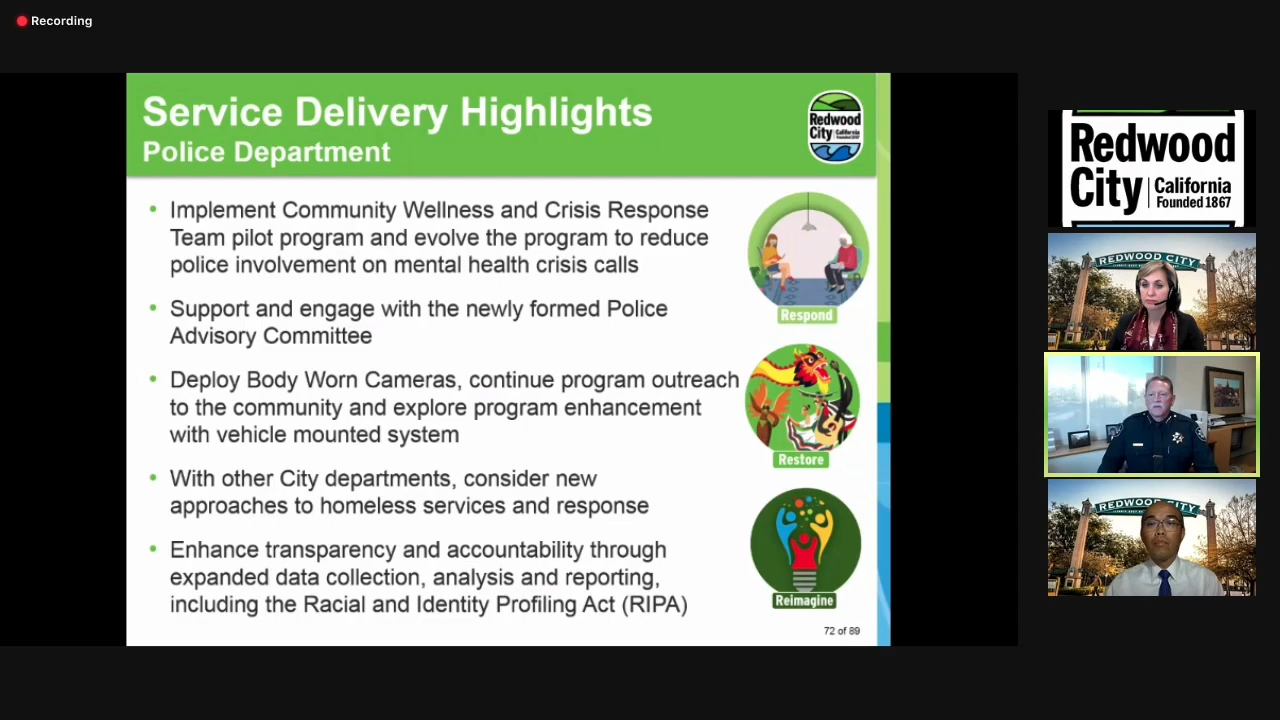 Recording
Service Delivery Highlights
Police Department
Redwood
City
California
Founded 1867
• Implement Community Wellness and Crisis Response
Team pilot program and evolve the program to reduce
police involvement on mental health crisis calls
• Support and engage with the newly formed Police
Advisory Committee
• Deploy Body Worn Cameras, continue program outreach
to the community and explore program enhancement
with vehicle mounted system
• With other City departments, consider new
approaches to homeless services and response
• Enhance transparency and accountability through
expanded data collection, analysis and reporting,
including the Racial and Identity Profiling Act (RIPA)
Respond
Restore
Reimagine
72 of 89
Redwood
City
California
Founded 1867
REDWOOD CITY
REDWOOD CITY